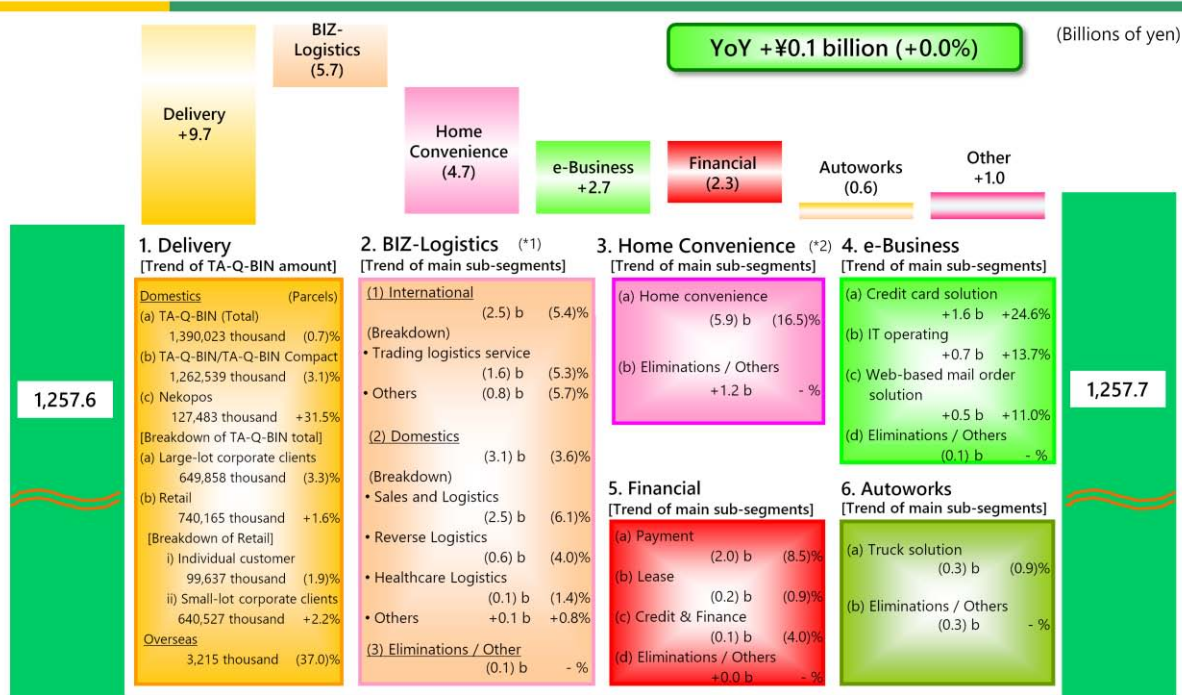 (Billions of yen)
YoY +¥0.1 billion (+0.0%)
Delivery
+9.7
BIZ-
Logistics
(5.7)
Home
Convenience
(4.7)
e-Business
+2.7
Financial
(2.3)
Autoworks
(0.6)
Other
+1.0
1,257.6
1. Delivery
[Trend of TA-Q-BIN amount]
Domestics (Parcels)
(a) TA-Q-BIN (Total)
1,390,023 thousand (0.7)%
(b) TA-Q-BIN/TA-Q-BIN Compact
1,262,539 thousand (3.1)%
(c) Nekopos
127,483 thousand +31.5%
[Breakdown of TA-Q-BIN total]
(a) Large-lot corporate clients
649,858 thousand (3.3)%
(b) Retail
740,165 thousand +1.6%
[Breakdown of Retail]
i) Individual customer
99,637 thousand (1.9)%
ii) Small-lot corporate clients
640,527 thousand +2.2%
Overseas
3,215 thousand (37.0)%
2. BIZ-Logistics (*1)
[Trend of main sub-segments]
(1) International
(2.5) b (5.4)%
(Breakdown)
• Trading logistics service
(1.6) b (5.3)%
• Others (0.8) b (5.7)%
(2) Domestics
(3.1) b (3.6)%
(Breakdown)
• Sales and Logistics
(2.5) b (6.1)%
• Reverse Logistics
(0.6) b (4.0)%
• Healthcare Logistics
(0.1) b (1.4)%
• Others +0.1 b +0.8%
(3) Eliminations / Other
(0.1) b - %
3. Home Convenience (*2)
[Trend of main sub-segments]
(a) Home convenience
(5.9) b (16.5)%
(b) Eliminations / Others
+1.2 b - %
4. e-Business
[Trend of main sub-segments]
(a) Credit card solution
+1.6 b +24.6%
(b) IT operating
+0.7 b +13.7%
(c) Web-based mail order
solution
+0.5 b +11.0%
(d) Eliminations / Others
(0.1) b - %
5. Financial
[Trend of main sub-segments]
(a) Payment
(2.0) b (8.5)%
(b) Lease
(0.2) b (0.9)%
(c) Credit & Finance
(0.1) b (4.0)%
(d) Eliminations / Others
+0.0 b - %
6. Autoworks
[Trend of main sub-segments]
(a) Truck solution
(0.3) b (0.9)%
(b) Eliminations / Others
(0.3) b - %
1,257.7